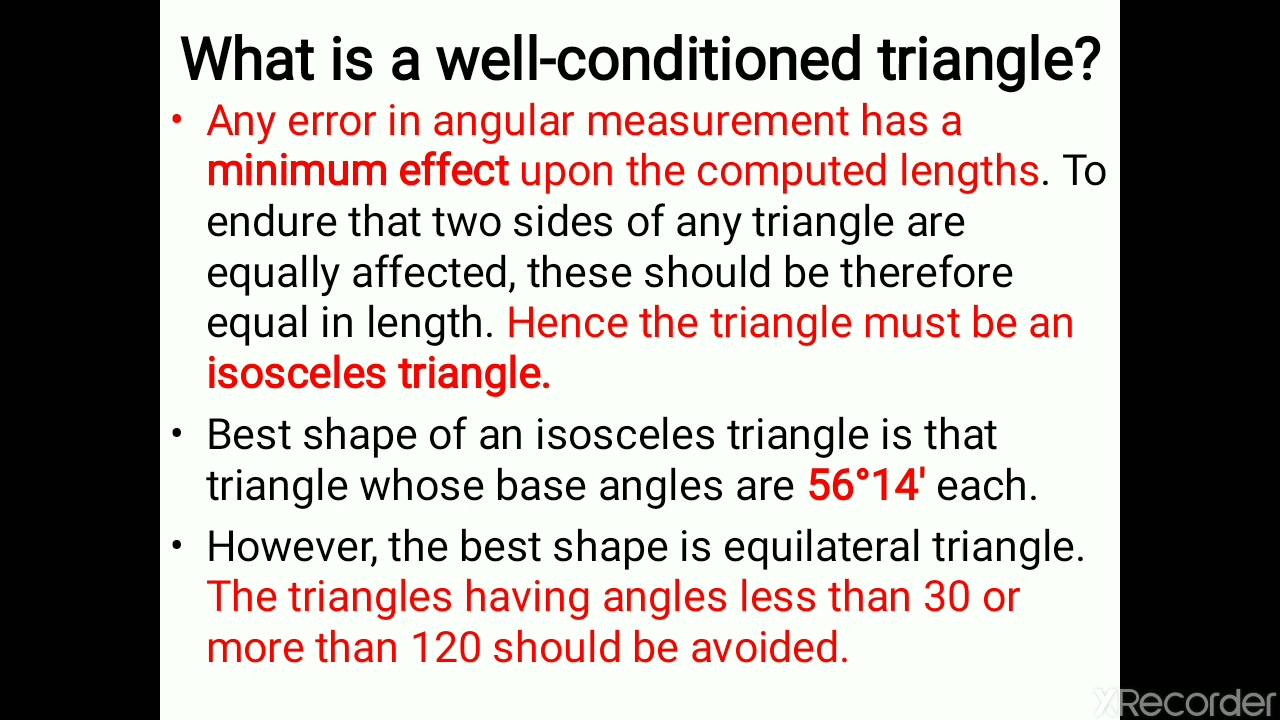 What is a well-conditioned triangle?
• Any error in angular measurement has a
minimum effect upon the computed lengths. To
endure that two sides of any triangle are
equally affected, these should be therefore
equal in length. Hence the triangle must be an
isosceles triangle.
• Best shape of an isosceles triangle is that
triangle whose base angles are 56°14' each.
• However, the best shape is equilateral triangle.
The triangles having angles less than 30 or
more than 120 should be avoided.
XRecorder